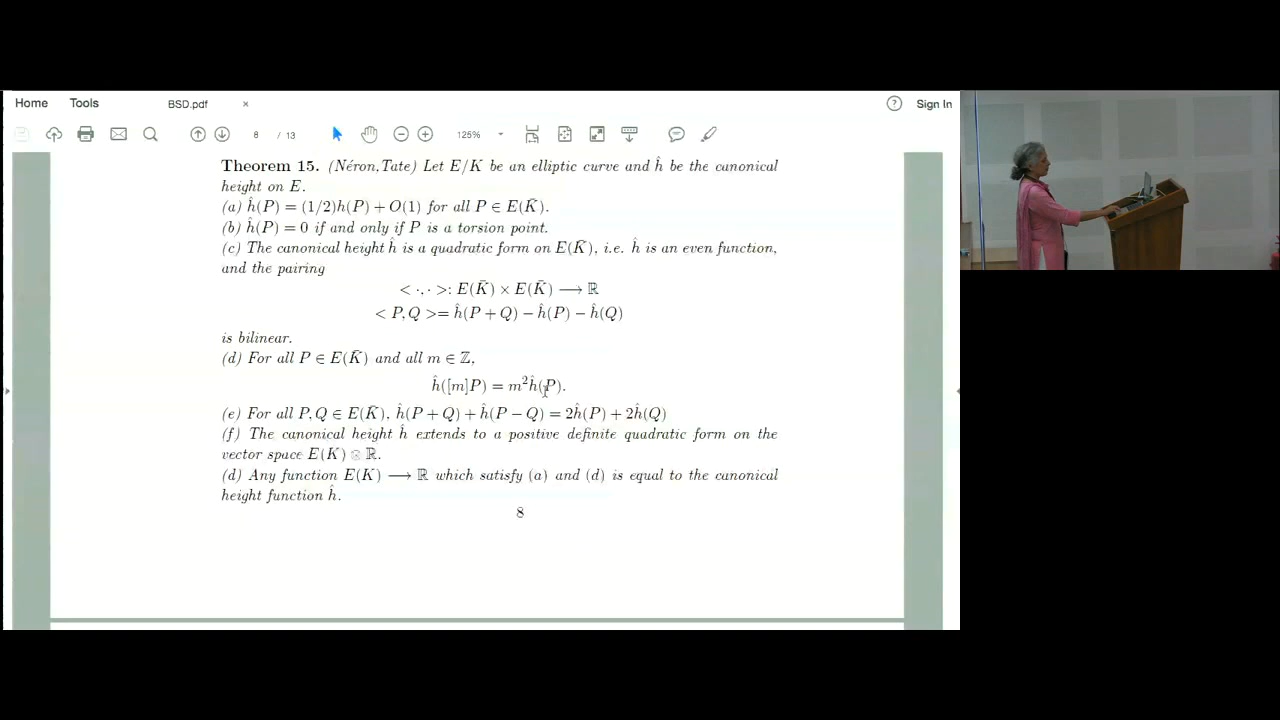 Home Tools BSD.pdf × ? Sign In
8 / 13 125%
Theorem 15. (Néron,Tate) Let E/K be an elliptic curve and ĥ be the canonical
height on E.
(a) ĥ(P) = (1/2)h(P) + O(1) for all P ∈ E(K̄).
(b) ĥ(P) = 0 if and only if P is a torsion point.
(c) The canonical height ĥ is a quadratic form on E(K̄), i.e. ĥ is an even function,
and the pairing
< ·, · >: E(K̄) × E(K̄) ⟶ ℝ
< P, Q >= ĥ(P + Q) − ĥ(P) − ĥ(Q)
is bilinear.
(d) For all P ∈ E(K̄) and all m ∈ ℤ,
ĥ([m]P) = m²ĥ(P).
(e) For all P, Q ∈ E(K̄), ĥ(P + Q) + ĥ(P − Q) = 2ĥ(P) + 2ĥ(Q)
(f) The canonical height ĥ extends to a positive definite quadratic form on the
vector space E(K) ⊗ ℝ.
(d) Any function E(K) ⟶ ℝ which satisfy (a) and (d) is equal to the canonical
height function ĥ.
8